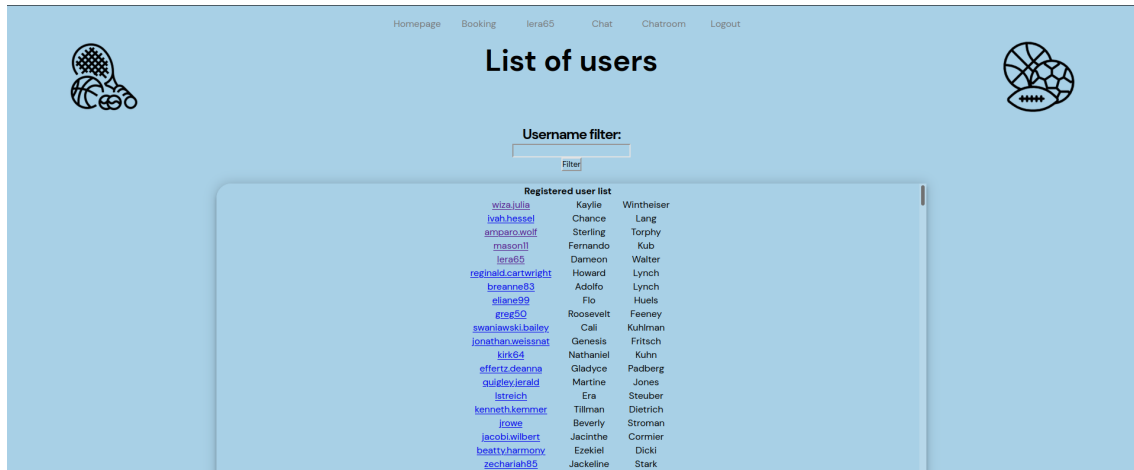 Homepage Booking lera65 Chat Chatroom Logout
List of users
Username filter:
Filter
Registered user list
wiza.julia Kaylie Wintheiser
ivah.hessel Chance Lang
amparo.wolf Sterling Torphy
mason11 Fernando Kub
lera65 Dameon Walter
reginald.cartwright Howard Lynch
breanne83 Adolfo Lynch
eliane99 Flo Huels
greg50 Roosevelt Feeney
swaniawski.bailey Cali Kuhlman
jonathan.weissnat Genesis Fritsch
kirk64 Nathaniel Kuhn
effertz.deanna Gladyce Padberg
quigley.jerald Martine Jones
lstreich Era Steuber
kenneth.kemmer Tillman Dietrich
jrowe Beverly Stroman
jacobi.wilbert Jacinthe Cormier
beatty.harmony Ezekiel Dicki
zechariah85 Jackeline Stark